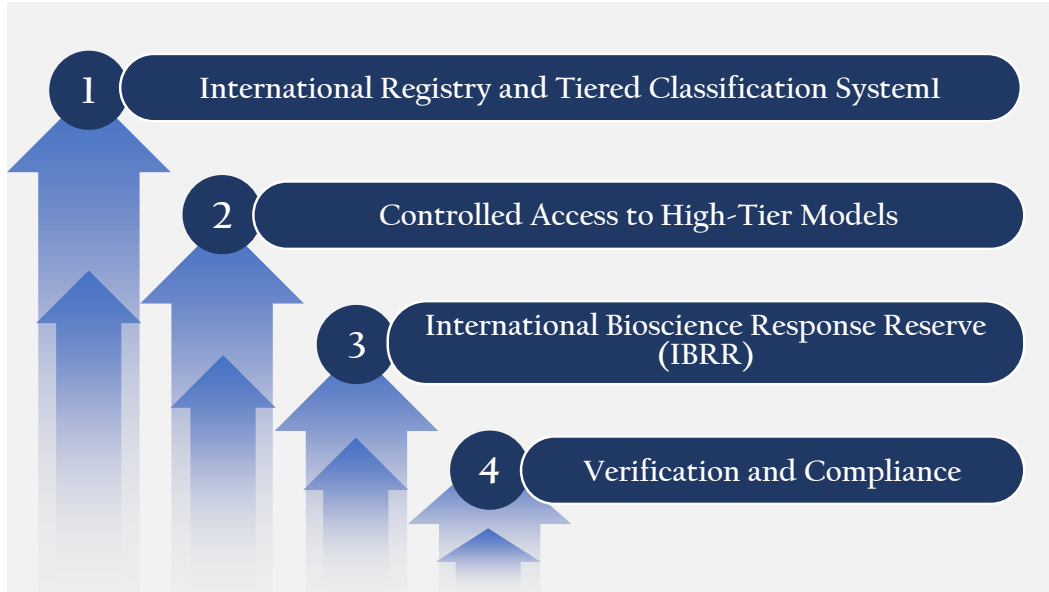 1
International Registry and Tiered Classification System1
2
Controlled Access to High-Tier Models
3
International Bioscience Response Reserve
(IBRR)
4
Verification and Compliance